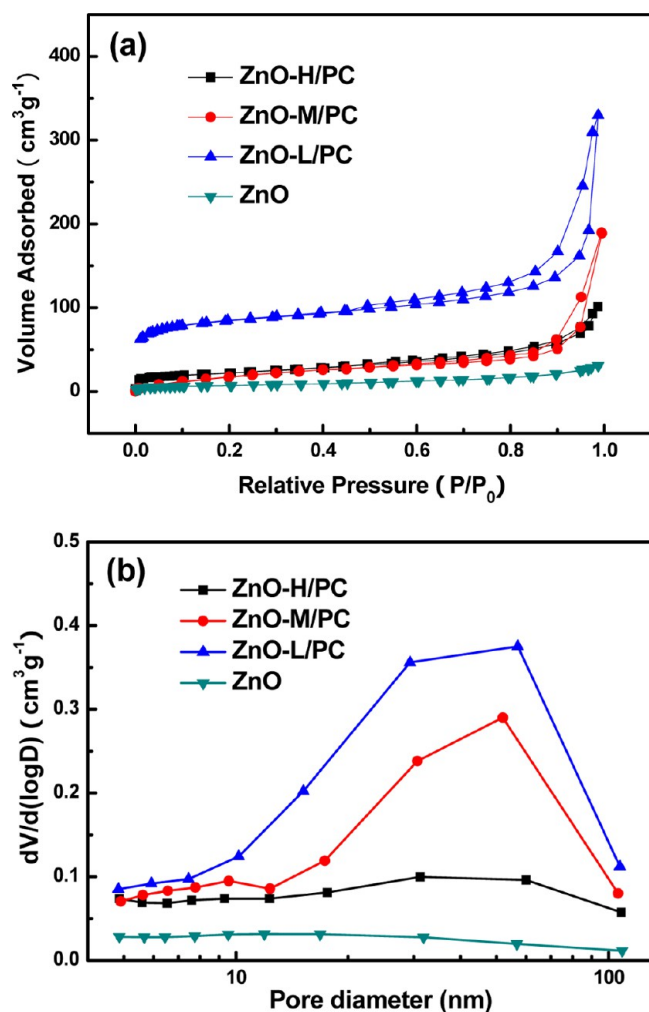 (a)
ZnO-H/PC
ZnO-M/PC
ZnO-L/PC
ZnO
400
300
200
100
0
Volume Adsorbed ( cm³g⁻¹)
0.0 0.2 0.4 0.6 0.8 1.0
Relative Pressure ( P/P₀)
(b)
ZnO-H/PC
ZnO-M/PC
ZnO-L/PC
ZnO
0.5
0.4
0.3
0.2
0.1
0.0
dV/d(logD) ( cm³g⁻¹)
10 100
Pore diameter (nm)